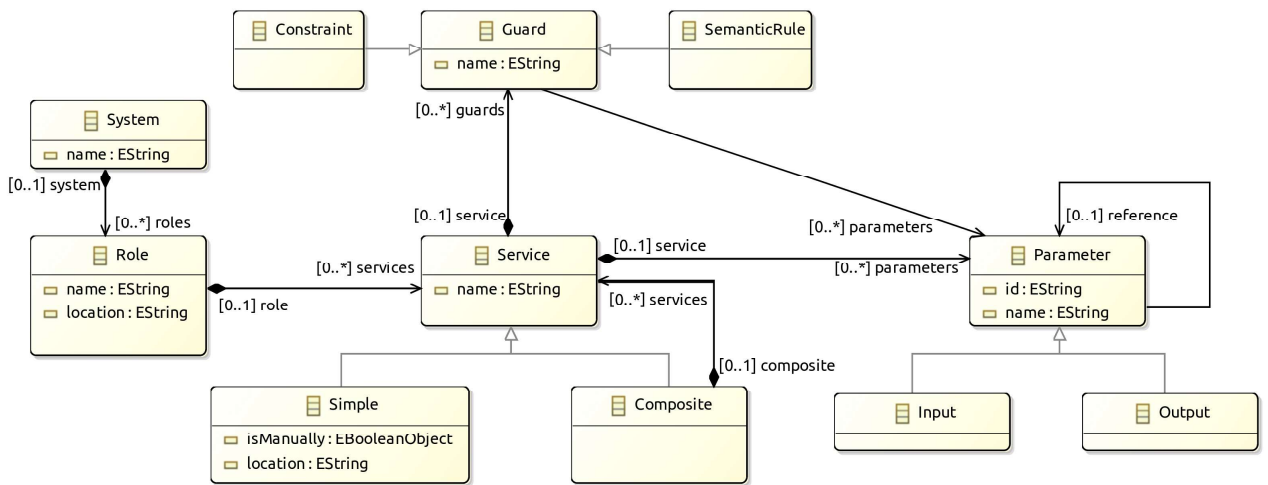 Constraint
Guard
SemanticRule
name : EString
[0..*] guards
System
name : EString
[0..1] system
[0..*] roles
[0..1] service
[0..*] parameters
[0..1] reference
Role
name : EString
location : EString
[0..*] services
[0..1] role
Service
name : EString
[0..1] service
[0..*] parameters
[0..*] services
Parameter
id : EString
name : EString
[0..1] composite
Simple
isManually : EBooleanObject
location : EString
Composite
Input
Output